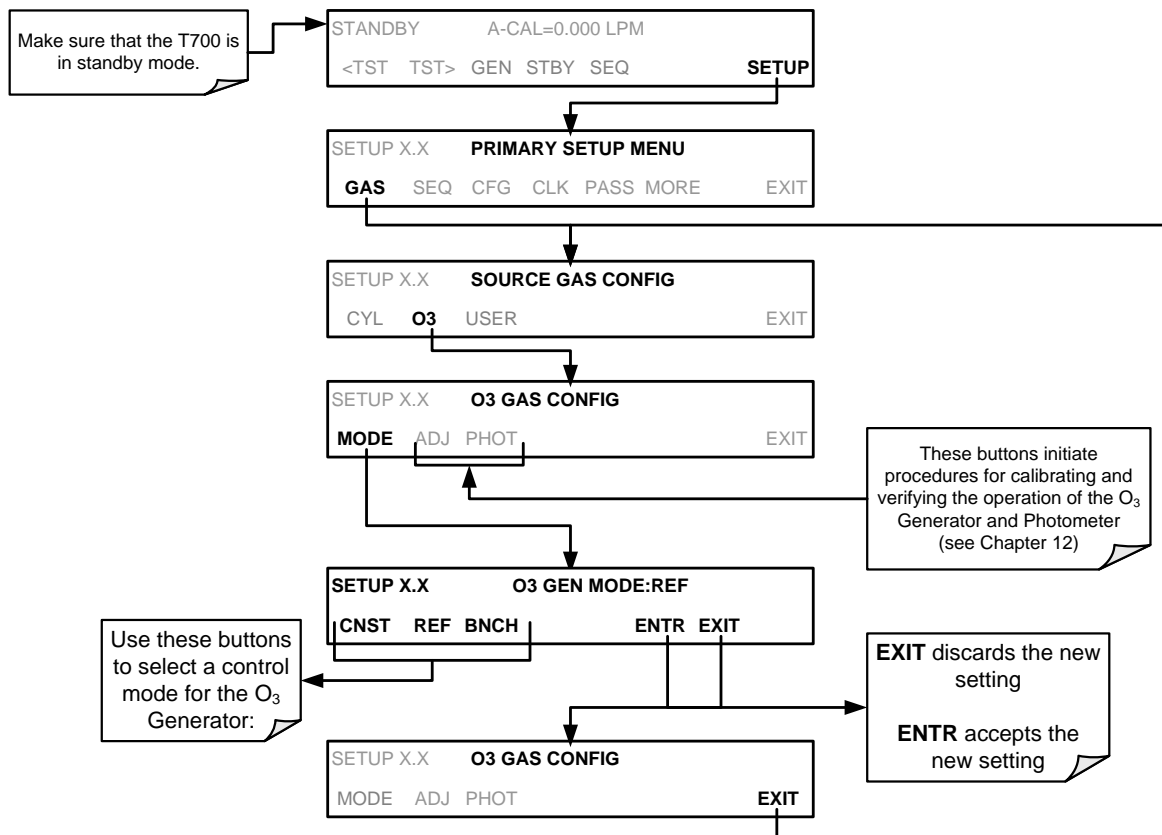 Make sure that the T700 is
in standby mode.
STANDBY A-CAL=0.000 LPM
<TST TST> GEN STBY SEQ SETUP
SETUP X.X PRIMARY SETUP MENU
GAS SEQ CFG CLK PASS MORE EXIT
SETUP X.X SOURCE GAS CONFIG
CYL O3 USER EXIT
SETUP X.X O3 GAS CONFIG
MODE ADJ PHOT EXIT
These buttons initiate
procedures for calibrating and
verifying the operation of the O3
Generator and Photometer
(see Chapter 12)
SETUP X.X O3 GEN MODE:REF
CNST REF BNCH ENTR EXIT
Use these buttons
to select a control
mode for the O3
Generator:
EXIT discards the new
setting
ENTR accepts the
new setting
SETUP X.X O3 GAS CONFIG
MODE ADJ PHOT EXIT